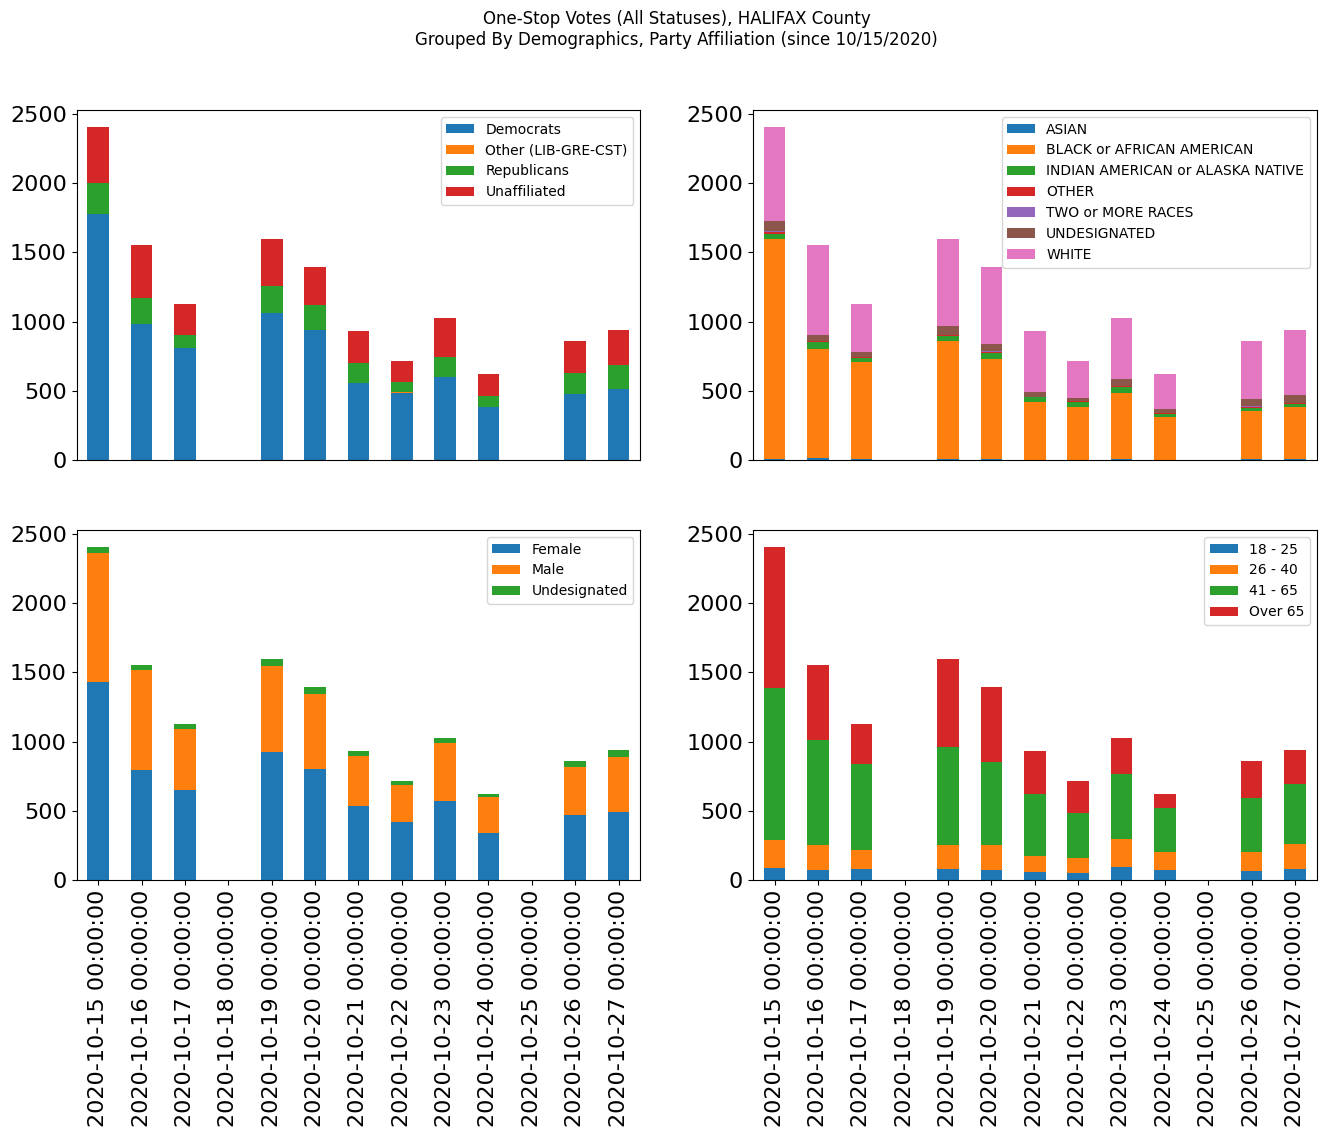 One-Stop Votes (All Statuses), HALIFAX County
Grouped By Demographics, Party Affiliation (since 10/15/2020)
2500
2000
1500
1000
500
0
Democrats
Other (LIB-GRE-CST)
Republicans
Unaffiliated
2500
2000
1500
1000
500
0
ASIAN
BLACK or AFRICAN AMERICAN
INDIAN AMERICAN or ALASKA NATIVE
OTHER
TWO or MORE RACES
UNDESIGNATED
WHITE
2500
2000
1500
1000
500
0
Female
Male
Undesignated
2020-10-15 00:00:00
2020-10-16 00:00:00
2020-10-17 00:00:00
2020-10-18 00:00:00
2020-10-19 00:00:00
2020-10-20 00:00:00
2020-10-21 00:00:00
2020-10-22 00:00:00
2020-10-23 00:00:00
2020-10-24 00:00:00
2020-10-25 00:00:00
2020-10-26 00:00:00
2020-10-27 00:00:00
2500
2000
1500
1000
500
0
18 - 25
26 - 40
41 - 65
Over 65
2020-10-15 00:00:00
2020-10-16 00:00:00
2020-10-17 00:00:00
2020-10-18 00:00:00
2020-10-19 00:00:00
2020-10-20 00:00:00
2020-10-21 00:00:00
2020-10-22 00:00:00
2020-10-23 00:00:00
2020-10-24 00:00:00
2020-10-25 00:00:00
2020-10-26 00:00:00
2020-10-27 00:00:00